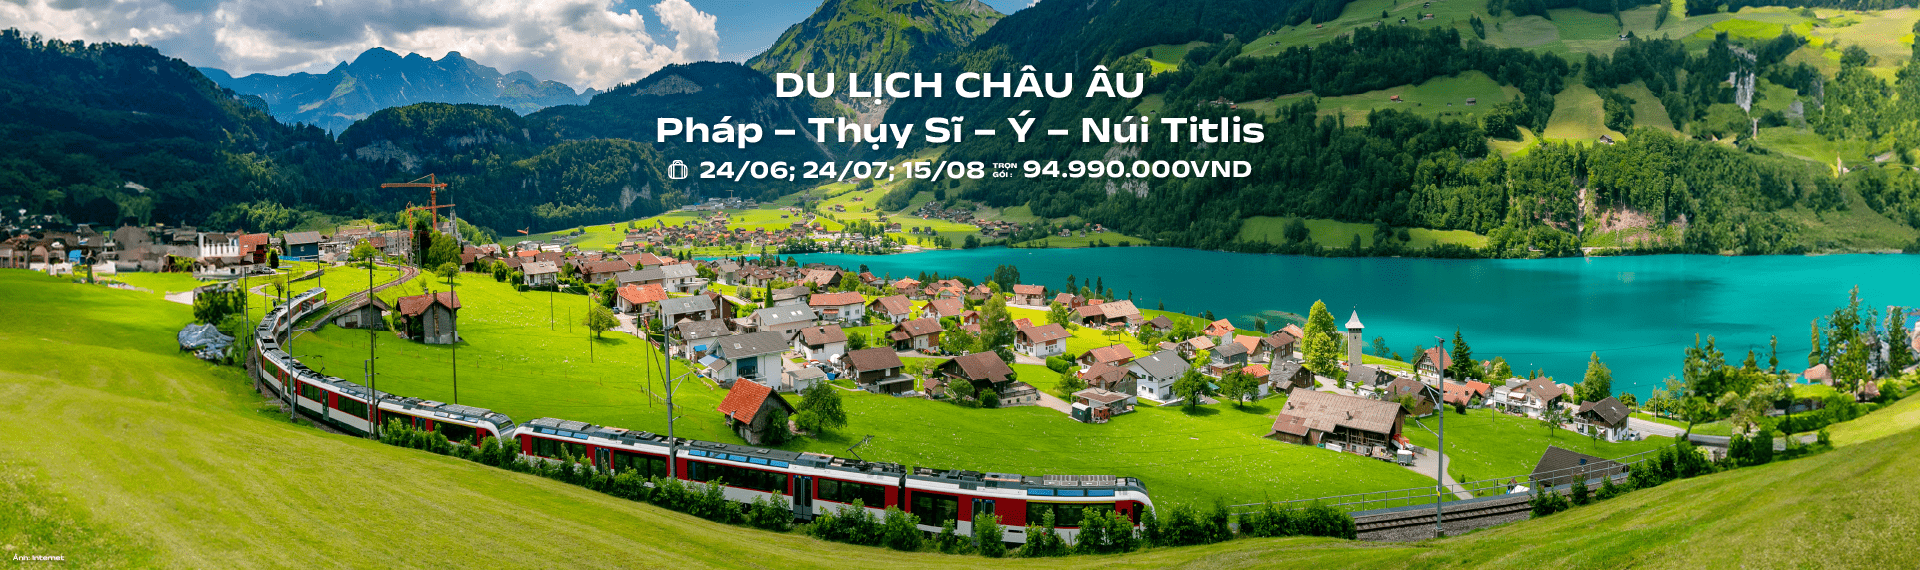 DU LỊCH CHÂU ÂU
Pháp – Thụy Sĩ – Ý – Núi Titlis
24/06; 24/07; 15/08 TRỌN GÓI: 94.990.000VND
Ảnh: Internet